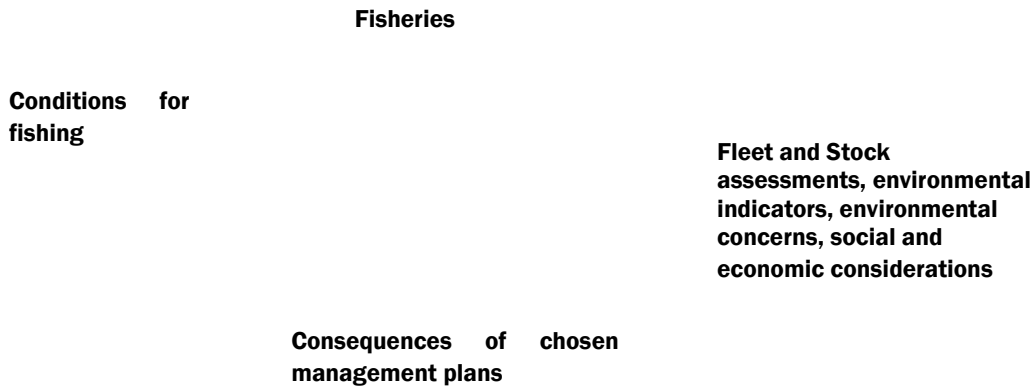 Fisheries
Conditions for
fishing
Fleet and Stock
assessments, environmental
indicators, environmental
concerns, social and
economic considerations
Consequences of chosen
management plans